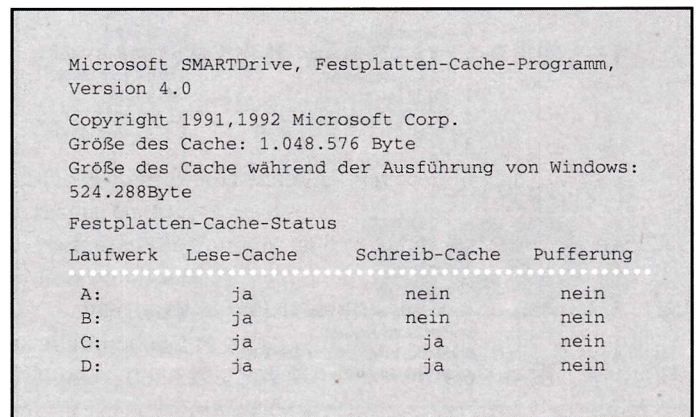 Microsoft SMARTDrive, Festplatten-Cache-Programm,
Version 4.0
Copyright 1991,1992 Microsoft Corp.
Größe des Cache: 1.048.576 Byte
Größe des Cache während der Ausführung von Windows:
524.288Byte
Festplatten-Cache-Status
Laufwerk Lese-Cache Schreib-Cache Pufferung
A: ja nein nein
B: ja nein nein
C: ja ja nein
D: ja ja nein